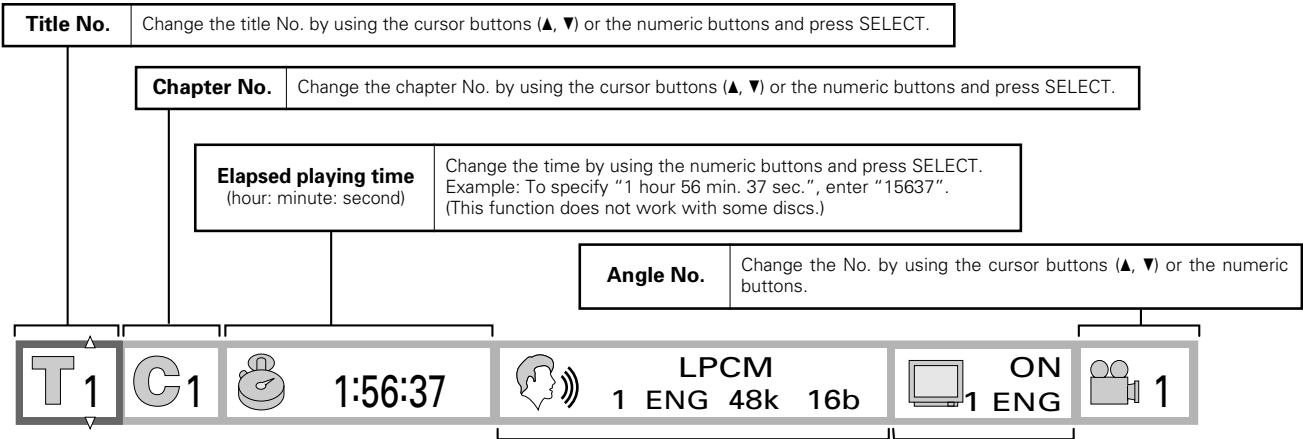 Title No.
Change the title No. by using the cursor buttons (▲, ▼) or the numeric buttons and press SELECT.
Chapter No.
Change the chapter No. by using the cursor buttons (▲, ▼) or the numeric buttons and press SELECT.
Elapsed playing time
(hour: minute: second)
Change the time by using the numeric buttons and press SELECT.
Example: To specify “1 hour 56 min. 37 sec.”, enter “15637”.
(This function does not work with some discs.)
Angle No.
Change the No. by using the cursor buttons (▲, ▼) or the numeric
buttons.
T 1
C 1
1:56:37
LPCM
1 ENG 48k 16b
ON
1 ENG
1